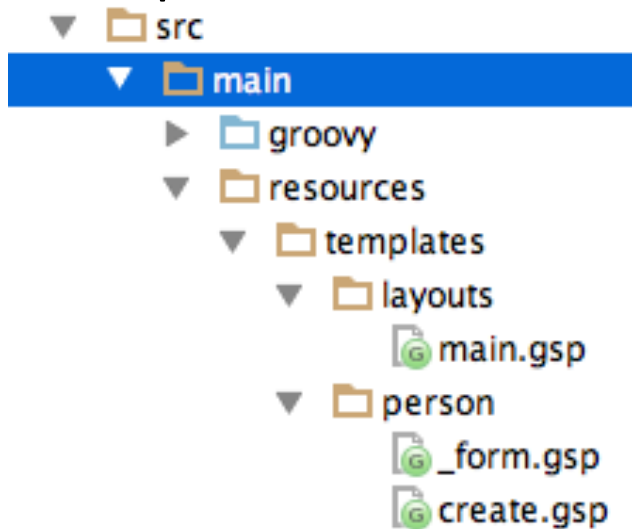 src
main
groovy
resources
templates
layouts
main.gsp
person
_form.gsp
create.gsp